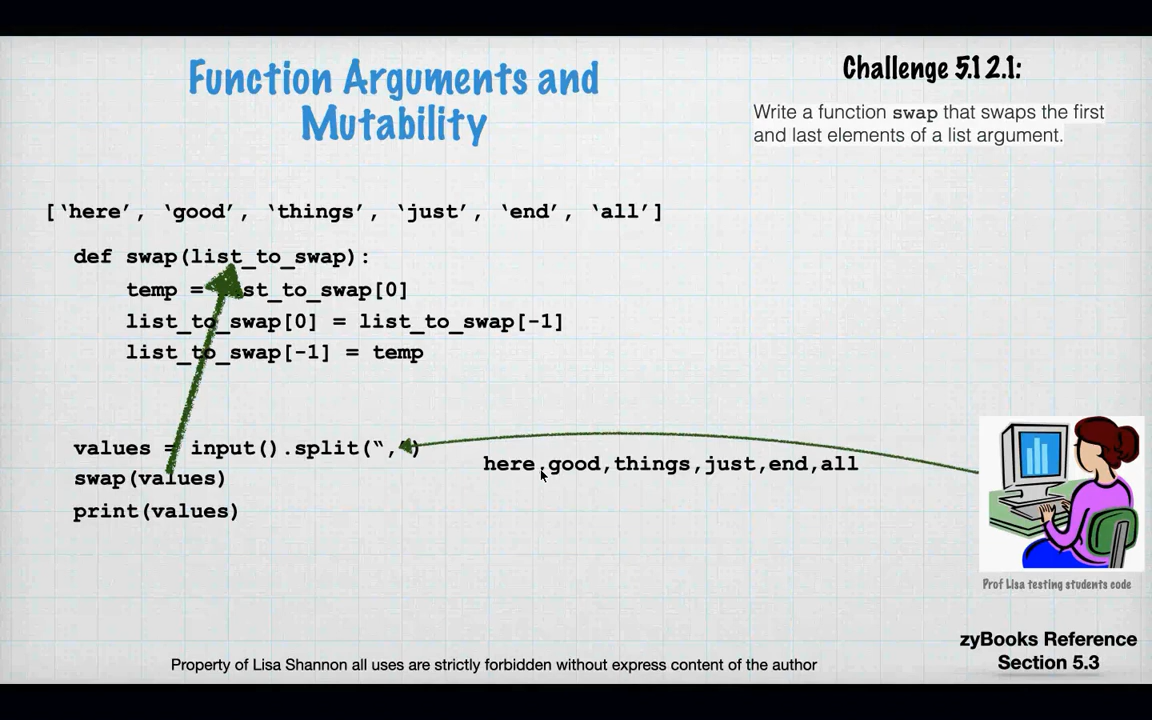 Function Arguments and
Mutability
Challenge 5.12.1:
Write a function swap that swaps the first
and last elements of a list argument.
[‘here’, ‘good’, ‘things’, ‘just’, ‘end’, ‘all’]
def swap(list_to_swap):
temp = list_to_swap[0]
list_to_swap[0] = list_to_swap[-1]
list_to_swap[-1] = temp
values = input().split(“,”)
here,good,things,just,end,all
swap(values)
print(values)
Prof Lisa testing students code
zyBooks Reference
Section 5.3
Property of Lisa Shannon all uses are strictly forbidden without express content of the author